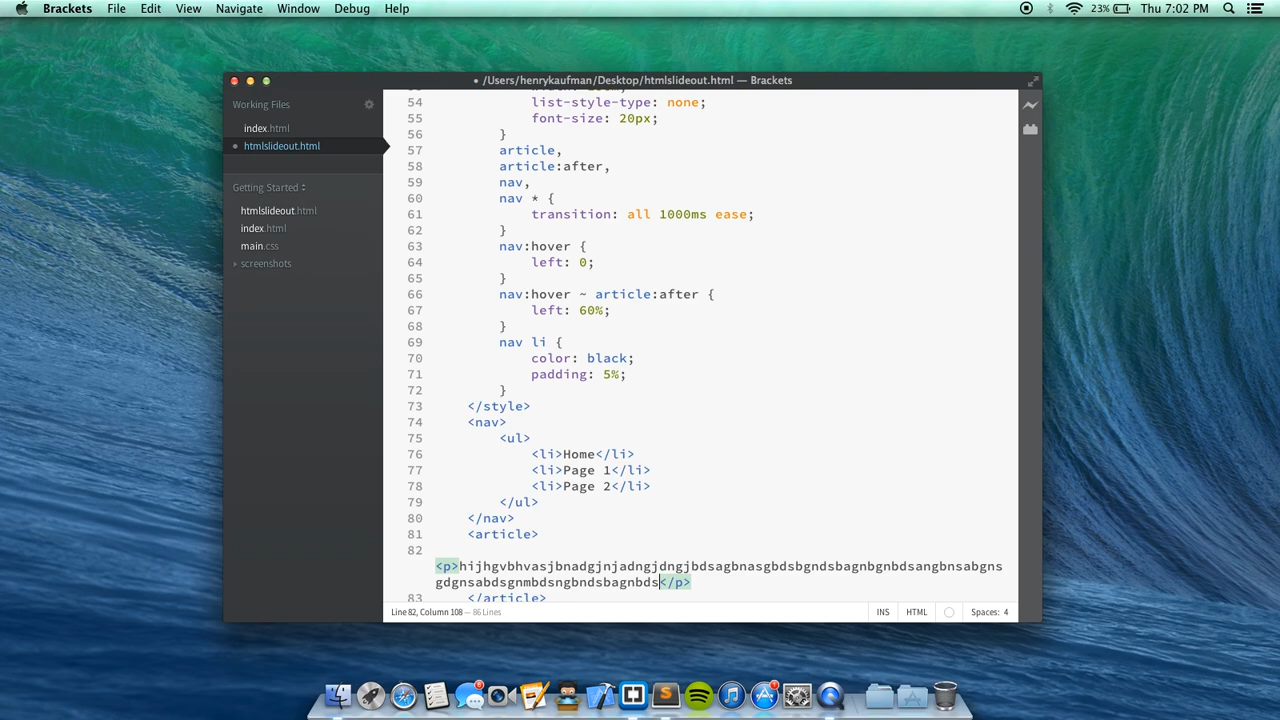 Brackets File Edit View Navigate Window Debug Help 23% Thu 7:02 PM
• /Users/henrykaufman/Desktop/htmlslideout.html — Brackets
Working Files
index.html
htmlslideout.html
Getting Started
htmlslideout.html
index.html
main.css
screenshots
54 list-style-type: none;
55 font-size: 20px;
56 }
57 article,
58 article:after,
59 nav,
60 nav * {
61 transition: all 1000ms ease;
62 }
63 nav:hover {
64 left: 0;
65 }
66 nav:hover ~ article:after {
67 left: 60%;
68 }
69 nav li {
70 color: black;
71 padding: 5%;
72 }
73 </style>
74 <nav>
75 <ul>
76 <li>Home</li>
77 <li>Page 1</li>
78 <li>Page 2</li>
79 </ul>
80 </nav>
81 <article>
82
<p>hijhgvbhvasjbnadgjnjadngjdngjbdsagbnasgbdsbgndsbagnbgnbdsangbnsabgns
gdgnsabdsgnmbdsngbndsbagnbds</p>
83 </article>
Line 82, Column 108 — 86 Lines
INS HTML Spaces: 4